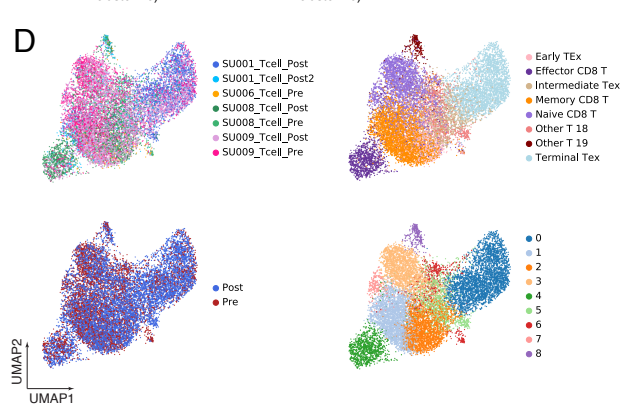 D
SU001_Tcell_Post
SU001_Tcell_Post2
SU006_Tcell_Pre
SU008_Tcell_Post
SU008_Tcell_Pre
SU009_Tcell_Post
SU009_Tcell_Pre
Early TEx
Effector CD8 T
Intermediate Tex
Memory CD8 T
Naive CD8 T
Other T 18
Other T 19
Terminal Tex
Post
Pre
0
1
2
3
4
5
6
7
8
UMAP2
UMAP1